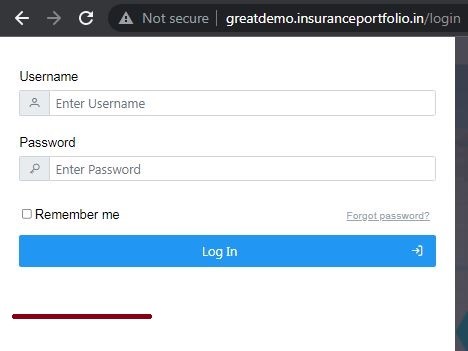 Not secure | greatdemo.insuranceportfolio.in/login
Username
Enter Username
Password
Enter Password
Remember me Forgot password?
Log In